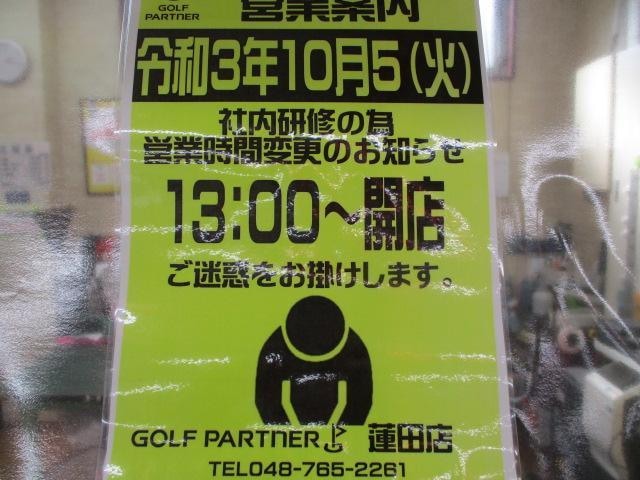 GOLF
PARTNER
営業案内
令和3年10月5(火)
社内研修の為
営業時間変更のお知らせ
13:00〜開店
ご迷惑をお掛けします。
GOLF PARTNER 蓮田店
TEL048-765-2261